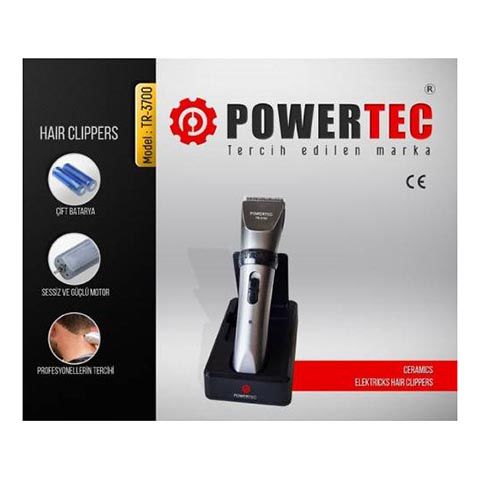 HAIR CLIPPERS
Model : TR-3700
ÇİFT BATARYA
SESSİZ VE GÜÇLÜ MOTOR
PROFESYONELLERİN TERCİHİ
POWERTEC ®
Tercih edilen marka
CE
POWERTEC
POWERTEC
CERAMICS
ELEKTRICKS HAIR CLIPPERS